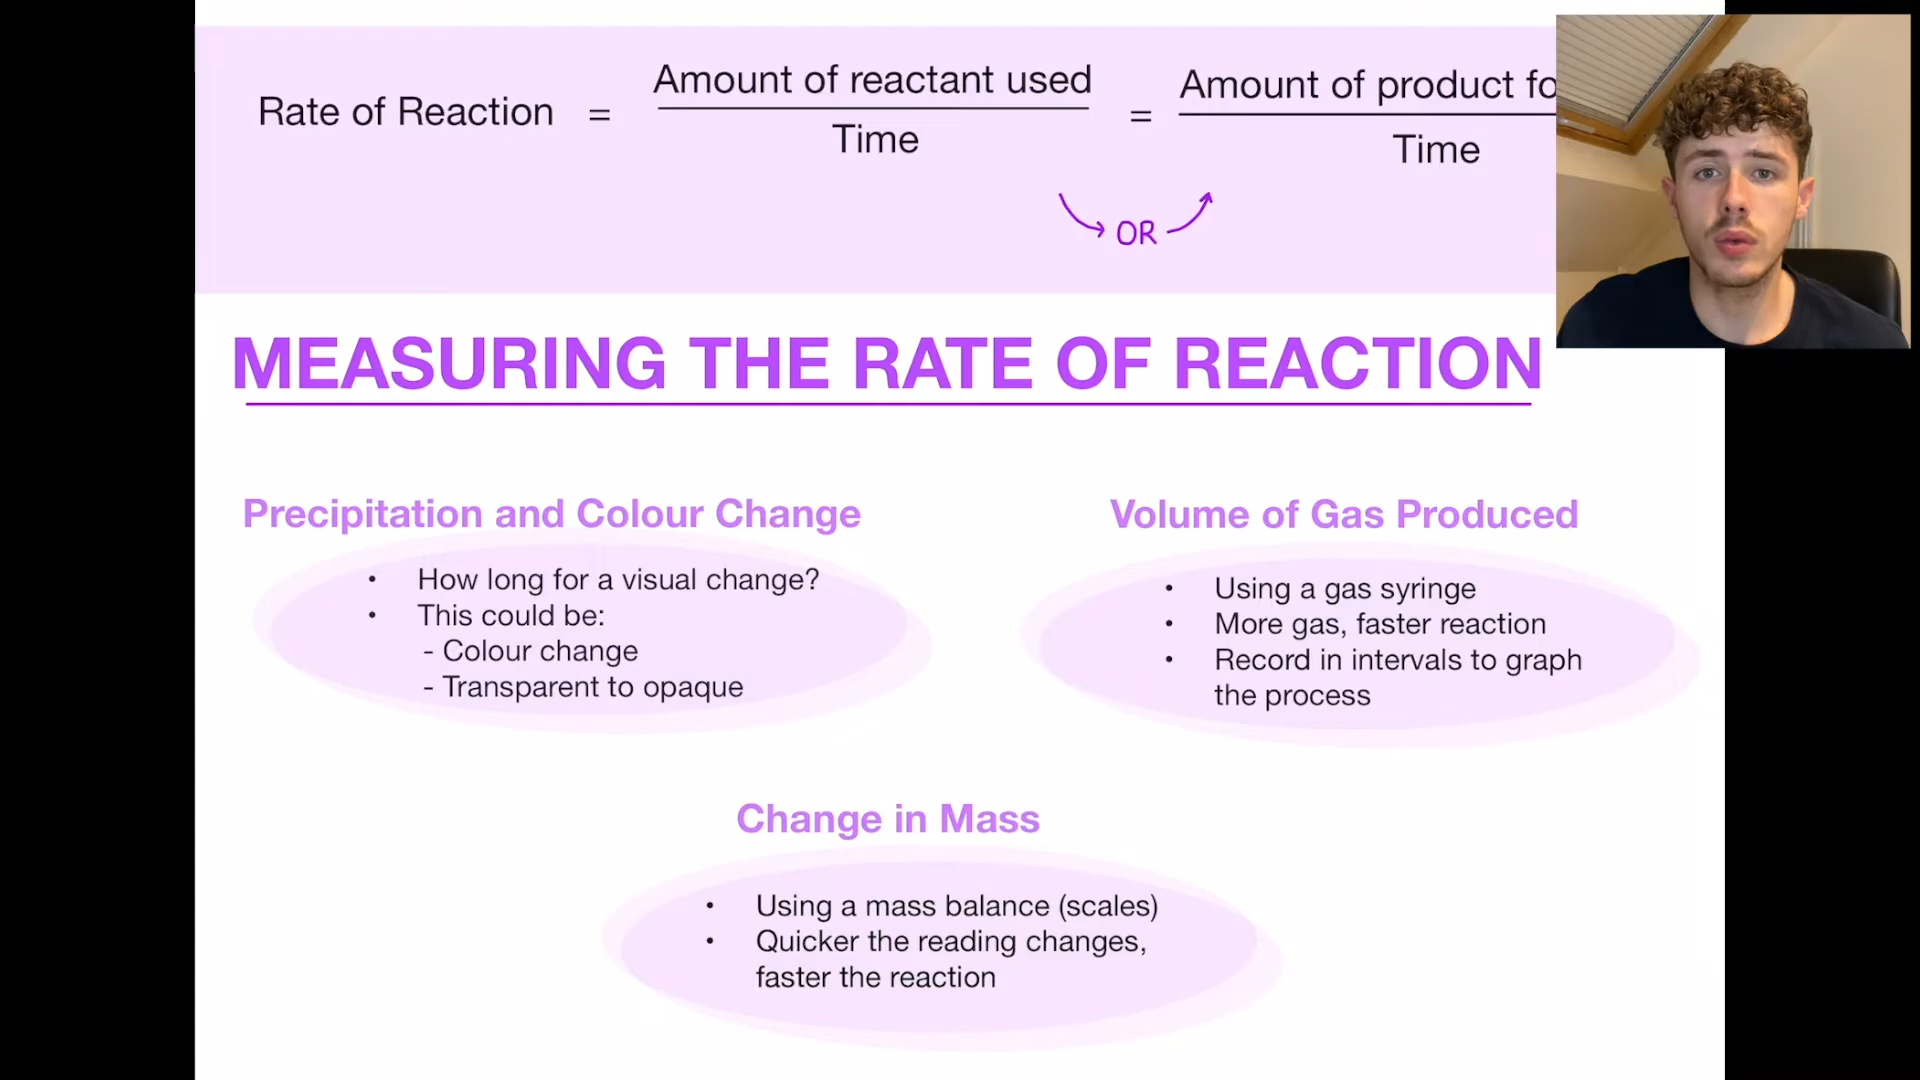 Rate of Reaction = Amount of reactant used = Amount of product fo
Time Time
OR
MEASURING THE RATE OF REACTION
Precipitation and Colour Change
• How long for a visual change?
• This could be:
- Colour change
- Transparent to opaque
Volume of Gas Produced
• Using a gas syringe
• More gas, faster reaction
• Record in intervals to graph
the process
Change in Mass
• Using a mass balance (scales)
• Quicker the reading changes,
faster the reaction